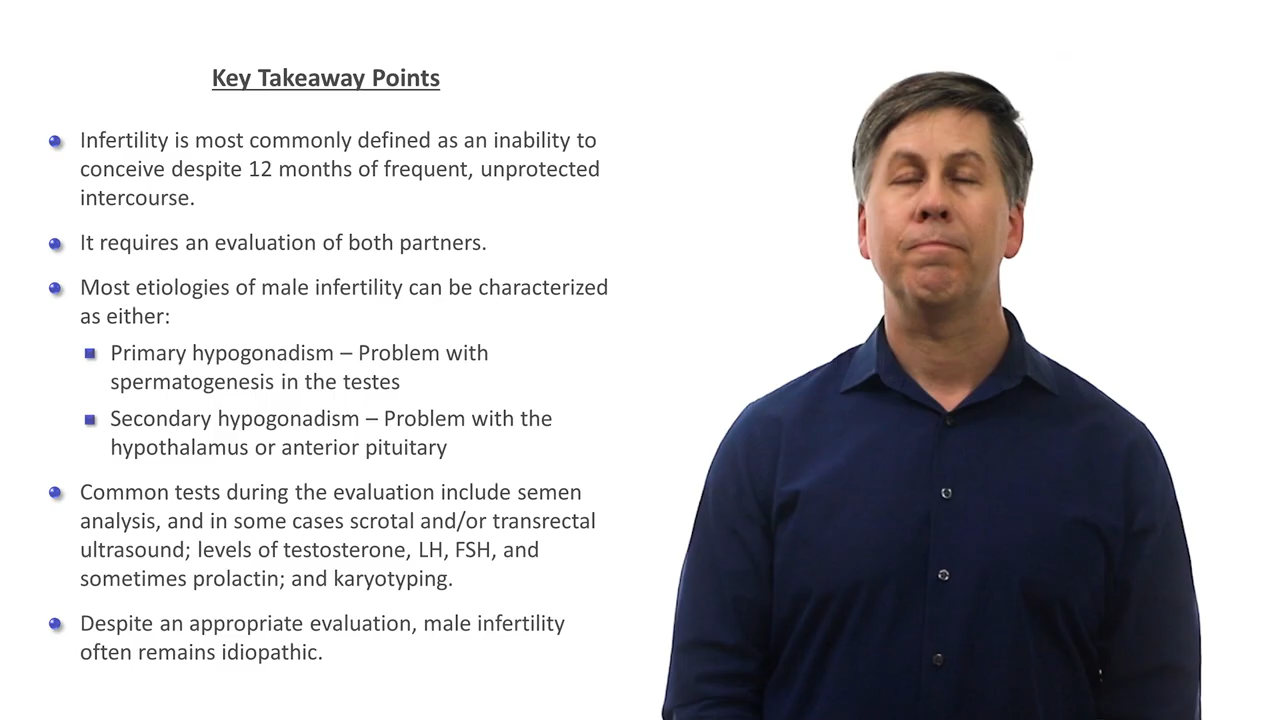 Key Takeaway Points
Infertility is most commonly defined as an inability to
conceive despite 12 months of frequent, unprotected
intercourse.
It requires an evaluation of both partners.
Most etiologies of male infertility can be characterized
as either:
Primary hypogonadism – Problem with
spermatogenesis in the testes
Secondary hypogonadism – Problem with the
hypothalamus or anterior pituitary
Common tests during the evaluation include semen
analysis, and in some cases scrotal and/or transrectal
ultrasound; levels of testosterone, LH, FSH, and
sometimes prolactin; and karyotyping.
Despite an appropriate evaluation, male infertility
often remains idiopathic.